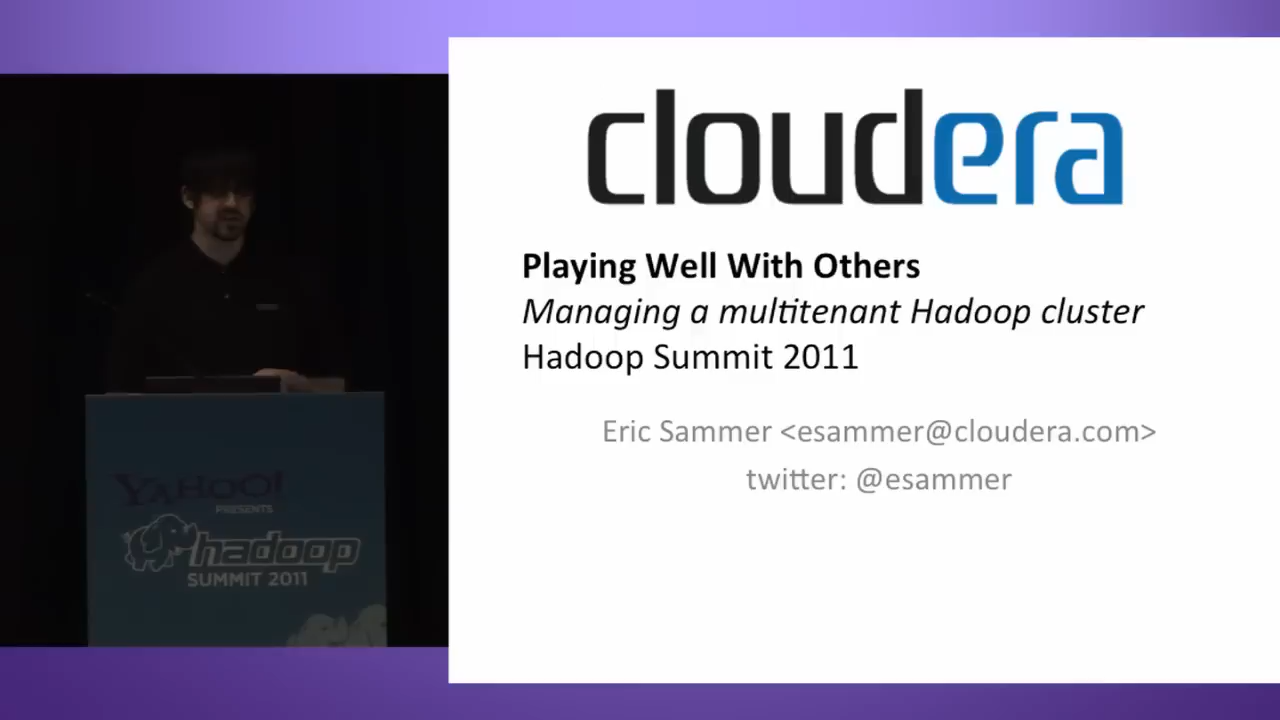 cloudera
Playing Well With Others
Managing a multitenant Hadoop cluster
Hadoop Summit 2011
Eric Sammer <esammer@cloudera.com>
twitter: @esammer
YAHOO!
PRESENTS
hadoop
SUMMIT 2011